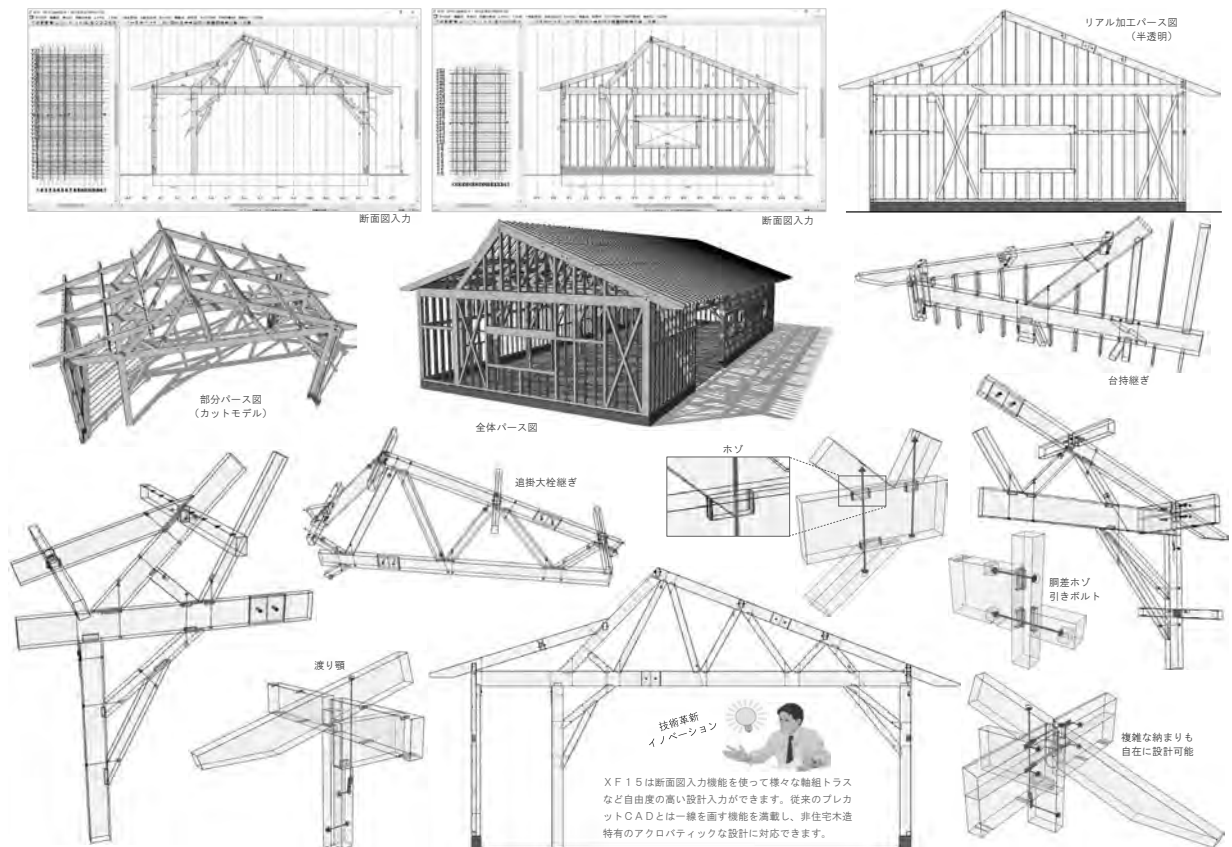 リアル加工パース図
（半透明）
断面図入力
断面図入力
部分パース図
（カットモデル）
全体パース図
台持継ぎ
追掛大栓継ぎ
ホゾ
胴差ホゾ
引きボルト
渡り顎
技術革新
イノベーション
複雑な納まりも
自在に設計可能
ＸＦ１５は断面図入力機能を使って様々な軸組トラス
など自由度の高い設計入力ができます。従来のプレカ
ットＣＡＤとは一線を画す機能を満載し、非住宅木造
特有のアクロバティックな設計に対応できます。